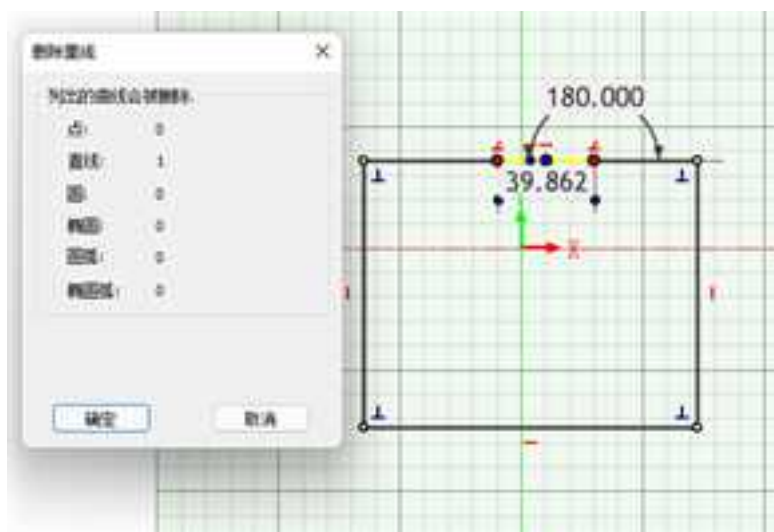 删除重线
列出的曲线会被删除:
点: 0
直线: 1
圆: 0
椭圆: 0
圆弧: 0
椭圆弧: 0
确定
取消
180.000
39.862
X